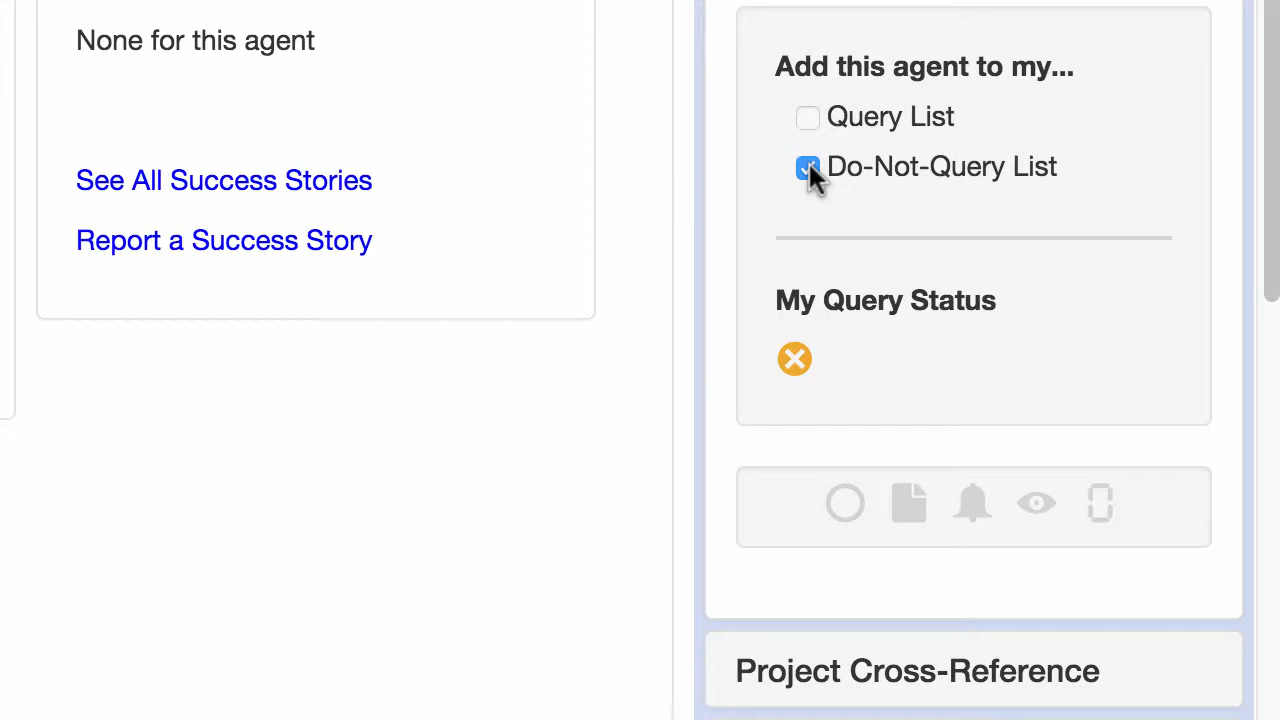 None for this agent
See All Success Stories
Report a Success Story
Add this agent to my...
Query List
Do-Not-Query List
My Query Status
Project Cross-Reference